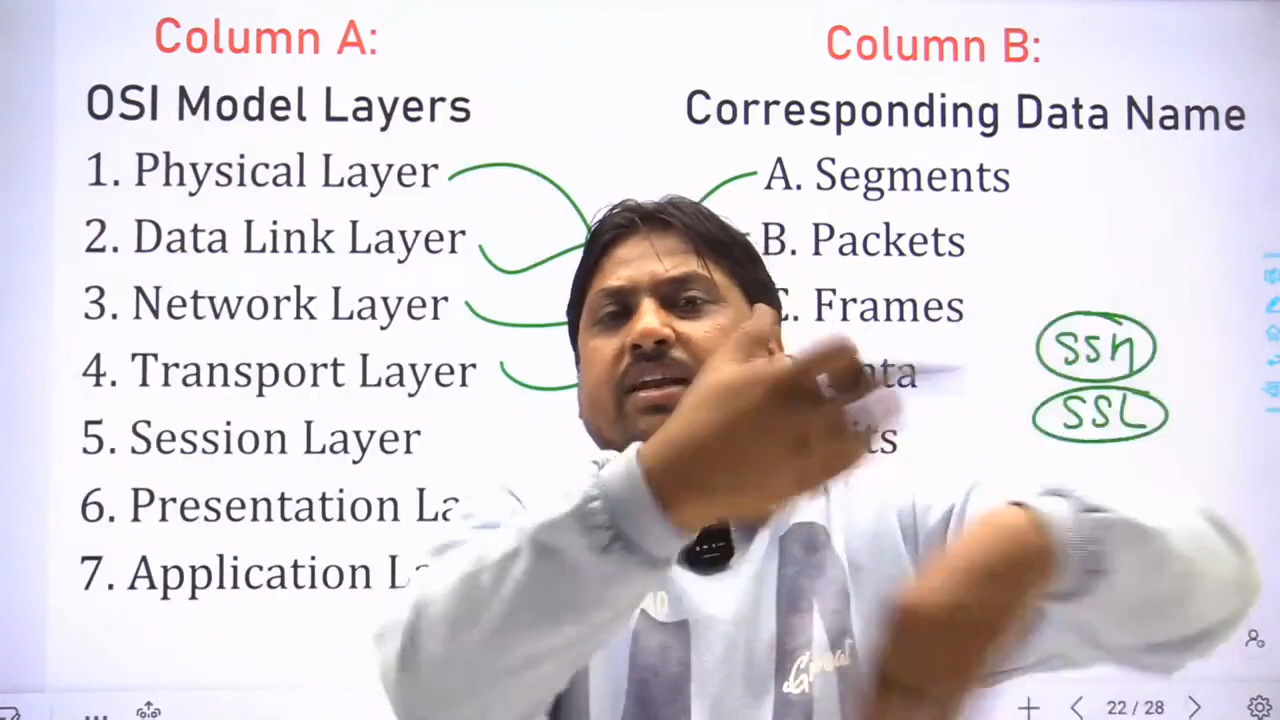 Column A:
OSI Model Layers
1. Physical Layer
2. Data Link Layer
3. Network Layer
4. Transport Layer
5. Session Layer
6. Presentation
7. Application
Column B:
Corresponding Data Name
A. Segments
B. Packets
C. Frames
SSH
SSL
22 / 28